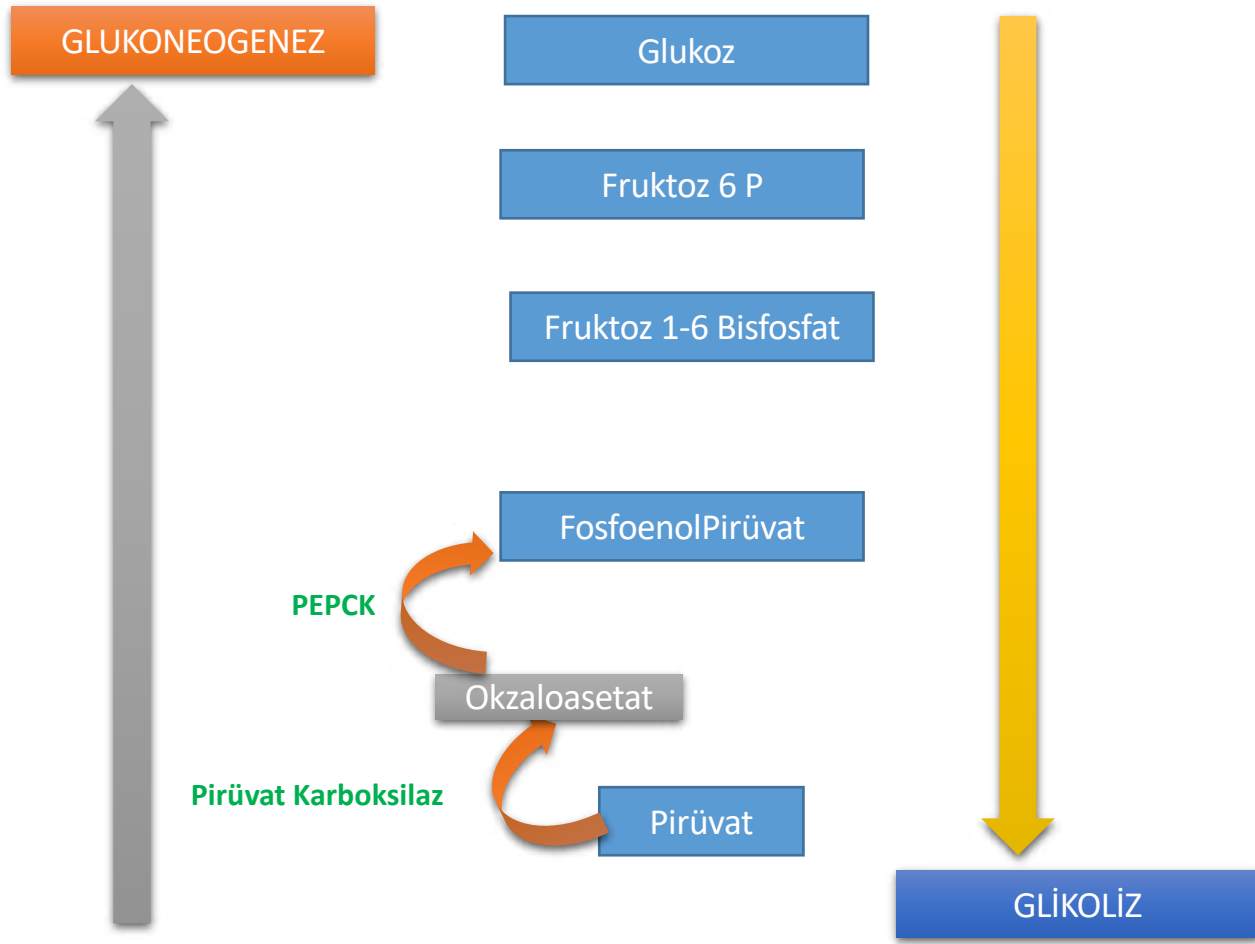 GLUKONEOGENEZ
Glukoz
Fruktoz 6 P
Fruktoz 1-6 Bisfosfat
FosfoenolPirüvat
PEPCK
Okzaloasetat
Pirüvat Karboksilaz
Pirüvat
GLİKOLİZ